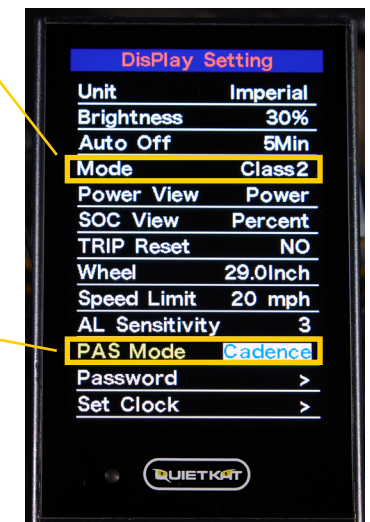 DisPlay Setting
Unit Imperial
Brightness 30%
Auto Off 5Min
Mode Class2
Power View Power
SOC View Percent
TRIP Reset NO
Wheel 29.0Inch
Speed Limit 20 mph
AL Sensitivity 3
PAS Mode Cadence
Password >
Set Clock >
QUIETKAT